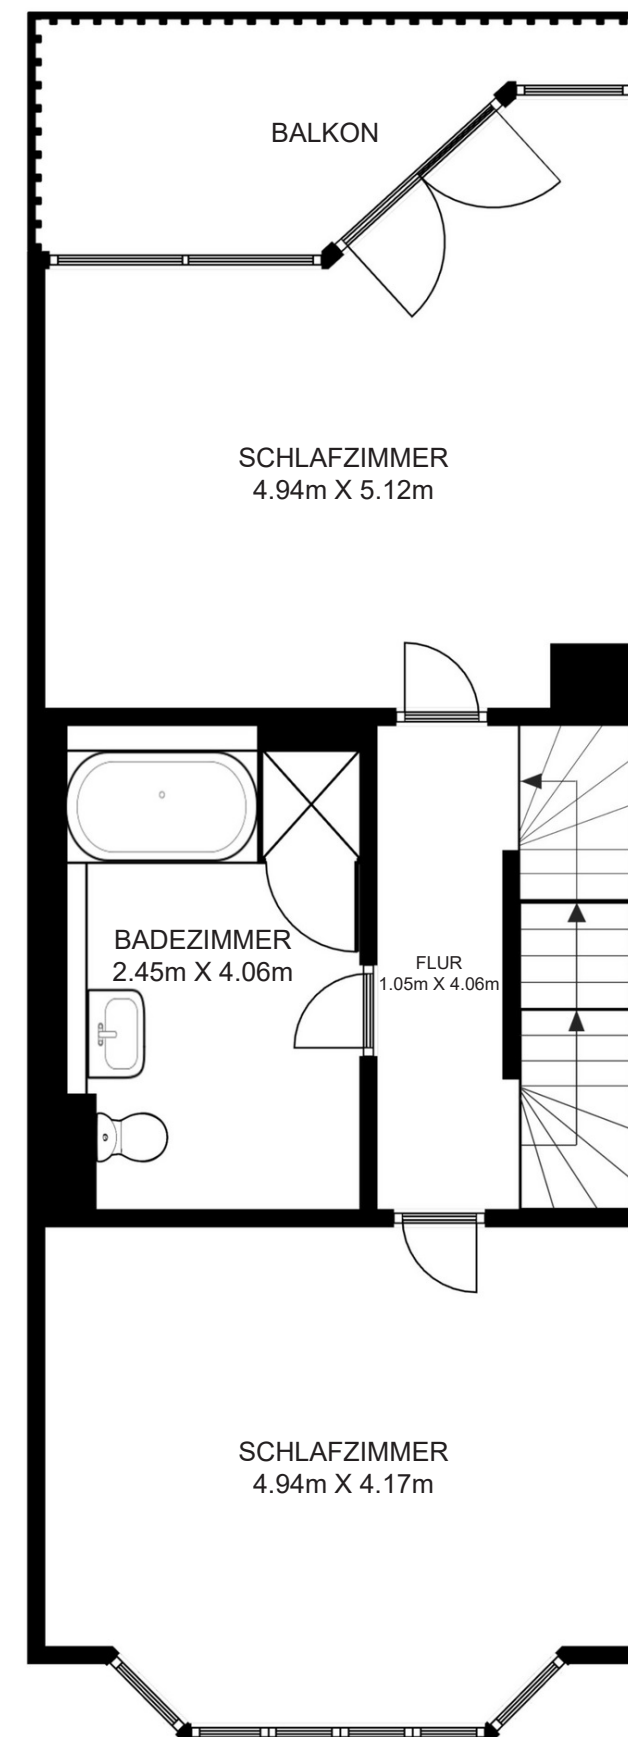 BALKON
SCHLAFZIMMER
4.94m X 5.12m
BADEZIMMER
2.45m X 4.06m
FLUR
1.05m X 4.06m
SCHLAFZIMMER
4.94m X 4.17m